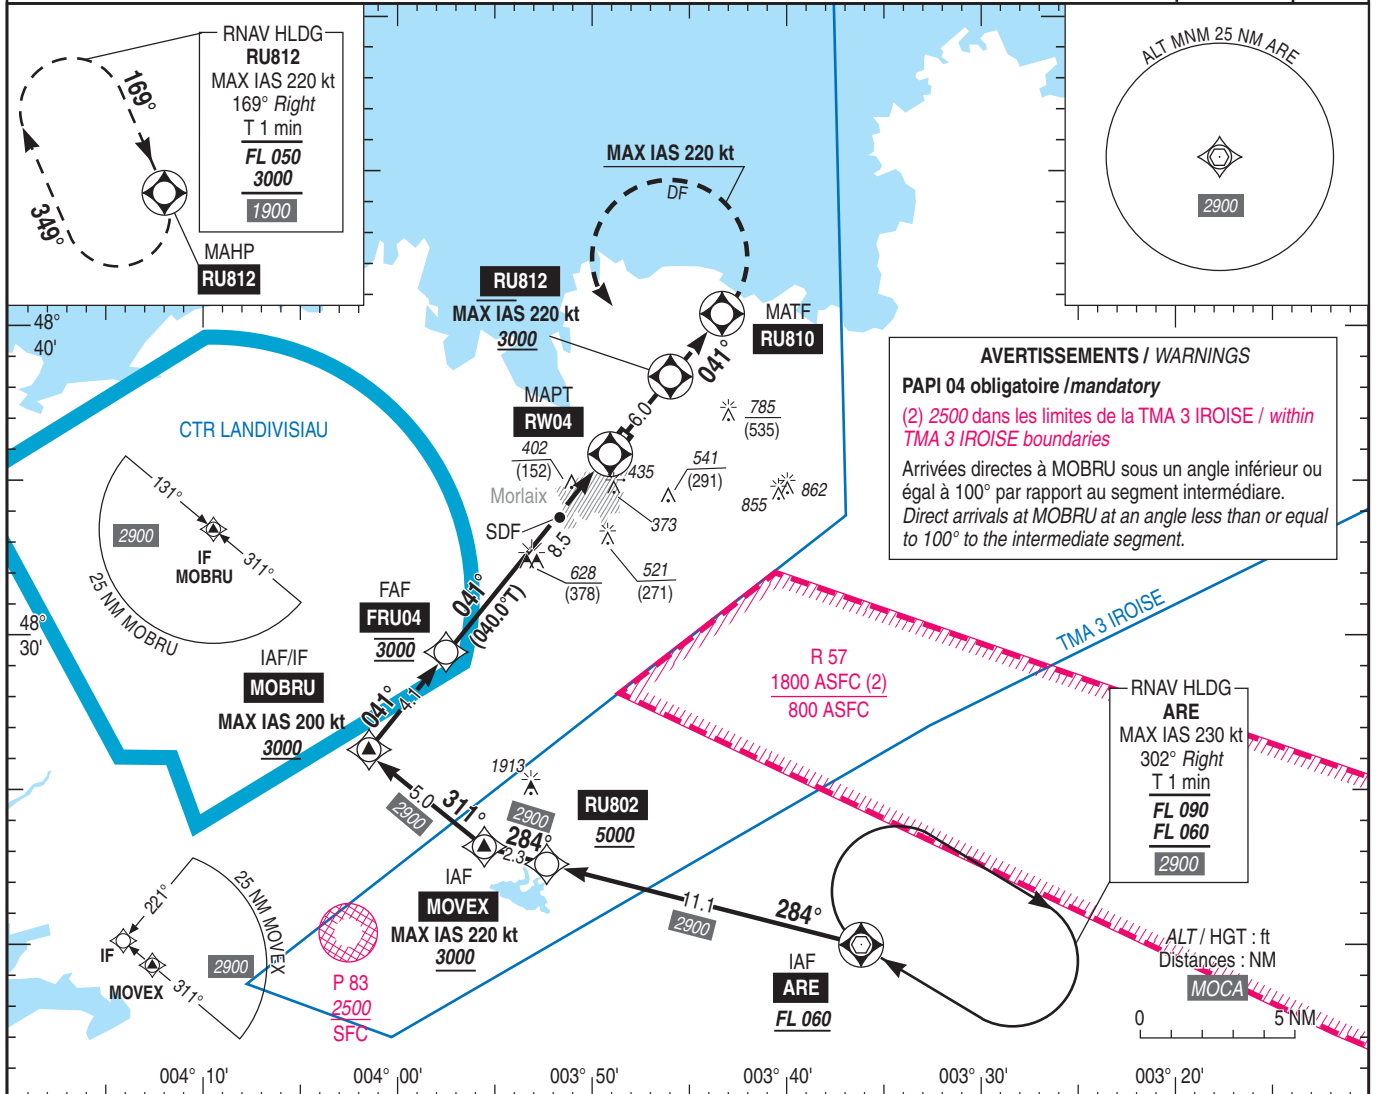 RNAV HLDG
RU812
MAX IAS 220 kt
169° Right
T 1 min
FL 050
3000
1900
169°
349°
MAHP
RU812
ALT MNM 25 NM ARE
2900
MAX IAS 220 kt
DF
RU812
MAX IAS 220 kt
3000
MATF
RU810
041°
6.0
MAPT
RW04
402
(152)
435
541
(291)
785
(535)
855
862
373
Morlaix
SDF
8.5
628
(378)
521
(271)
48°
40'
CTR LANDIVISIAU
131°
2900
IF
MOBRU
311°
25 NM MOBRU
AVERTISSEMENTS / WARNINGS
PAPI 04 obligatoire /mandatory
(2) 2500 dans les limites de la TMA 3 IROISE / within
TMA 3 IROISE boundaries
Arrivées directes à MOBRU sous un angle inférieur ou
égal à 100° par rapport au segment intermédiare.
Direct arrivals at MOBRU at an angle less than or equal
to 100° to the intermediate segment.
FAF
FRU04
3000
041°
(040.0°T)
48°
30'
IAF/IF
MOBRU
MAX IAS 200 kt
3000
041°
4.1
TMA 3 IROISE
R 57
1800 ASFC (2)
800 ASFC
RNAV HLDG
ARE
MAX IAS 230 kt
302° Right
T 1 min
FL 090
FL 060
2900
1913
5.0
2900
311°
2900
284°
2.3
RU802
5000
IAF
MOVEX
MAX IAS 220 kt
3000
11.1
2900
284°
IAF
ARE
FL 060
221°
IF
MOVEX
311°
2900
25 NM MOVEX
P 83
2500
SFC
ALT / HGT : ft
Distances : NM
MOCA
0 5 NM
004° 10' 004° 00' 003° 50' 003° 40' 003° 30' 003° 20'